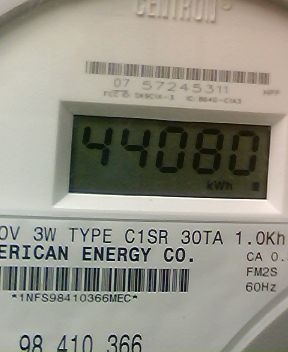 CENTRON®
07 57245311
44080
kWh
0V 3W TYPE C1SR 30TA 1.0Kh
ERICAN ENERGY CO. CA 0.
FM2S
*1NFS98410366MEC* 60Hz
98 410 366